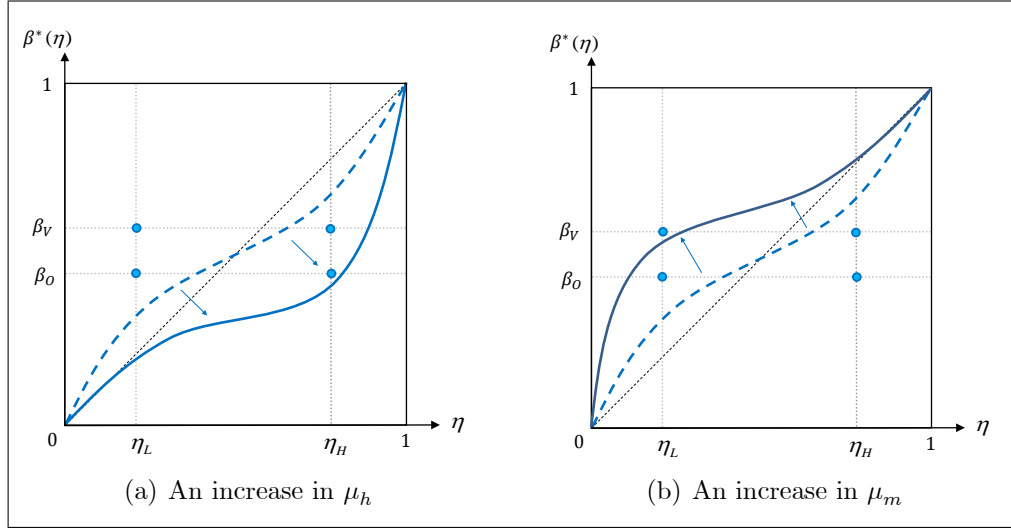 β*(η)
1
β_V
β_O
0
η_L
η_H
1
η
(a) An increase in μ_h
β*(η)
1
β_V
β_O
0
η_L
η_H
1
η
(b) An increase in μ_m